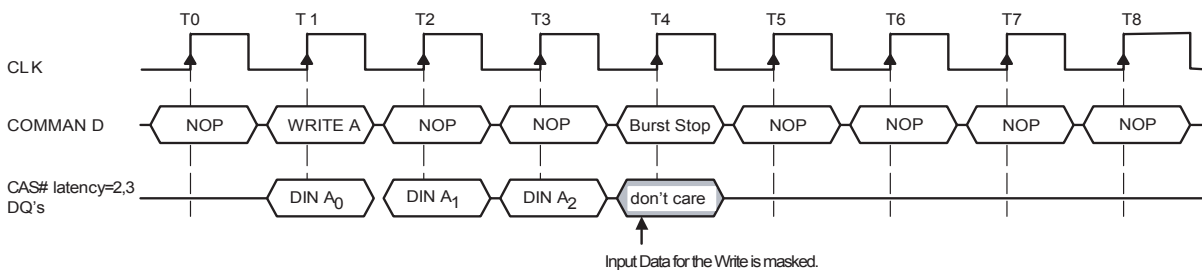 T0 T1 T2 T3 T4 T5 T6 T7 T8
CLK
COMMAN D NOP WRITE A NOP NOP Burst Stop NOP NOP NOP NOP
CAS# latency=2,3
DQ's DIN A0 DIN A1 DIN A2 don't care
Input Data for the Write is masked.